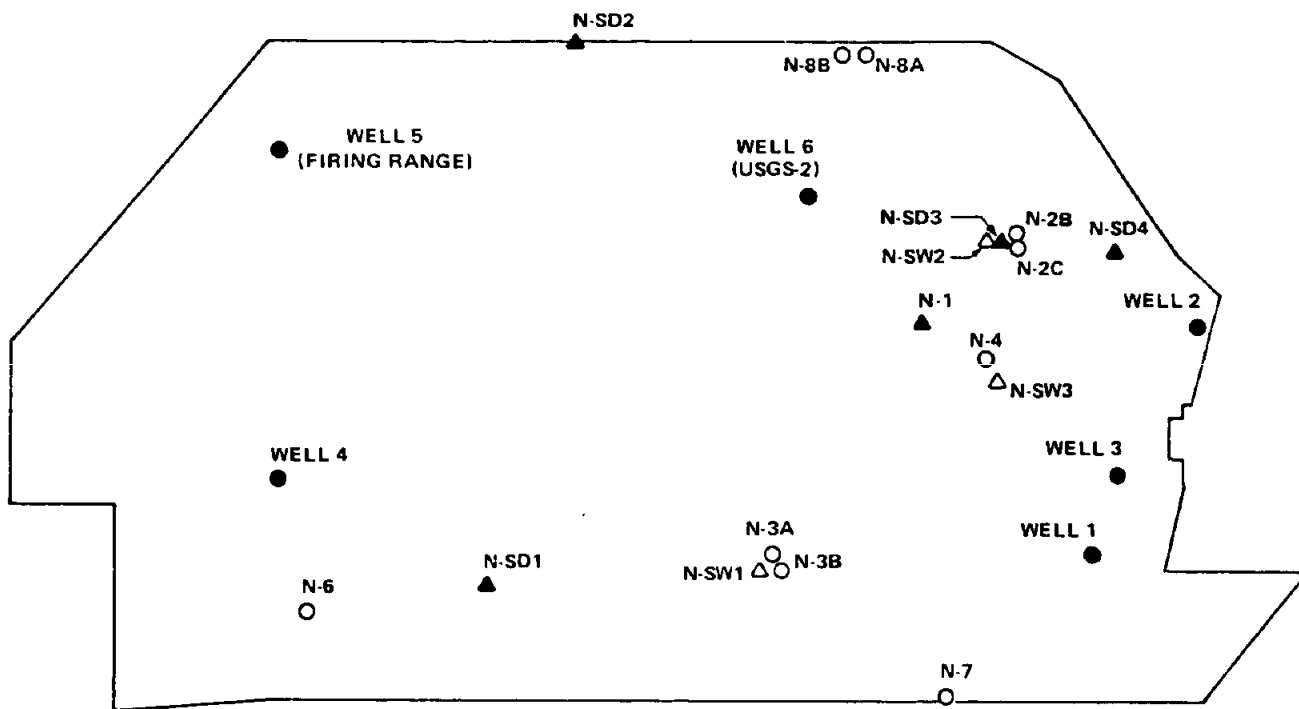 N-SD2
N-8B
N-8A
WELL 5
(FIRING RANGE)
WELL 6
(USGS-2)
N-SD3
N-2B
N-SD4
N-SW2
N-2C
N-1
WELL 2
N-4
N-SW3
WELL 4
WELL 3
N-3A
WELL 1
N-SD1
N-SW1
N-3B
N-6
N-7